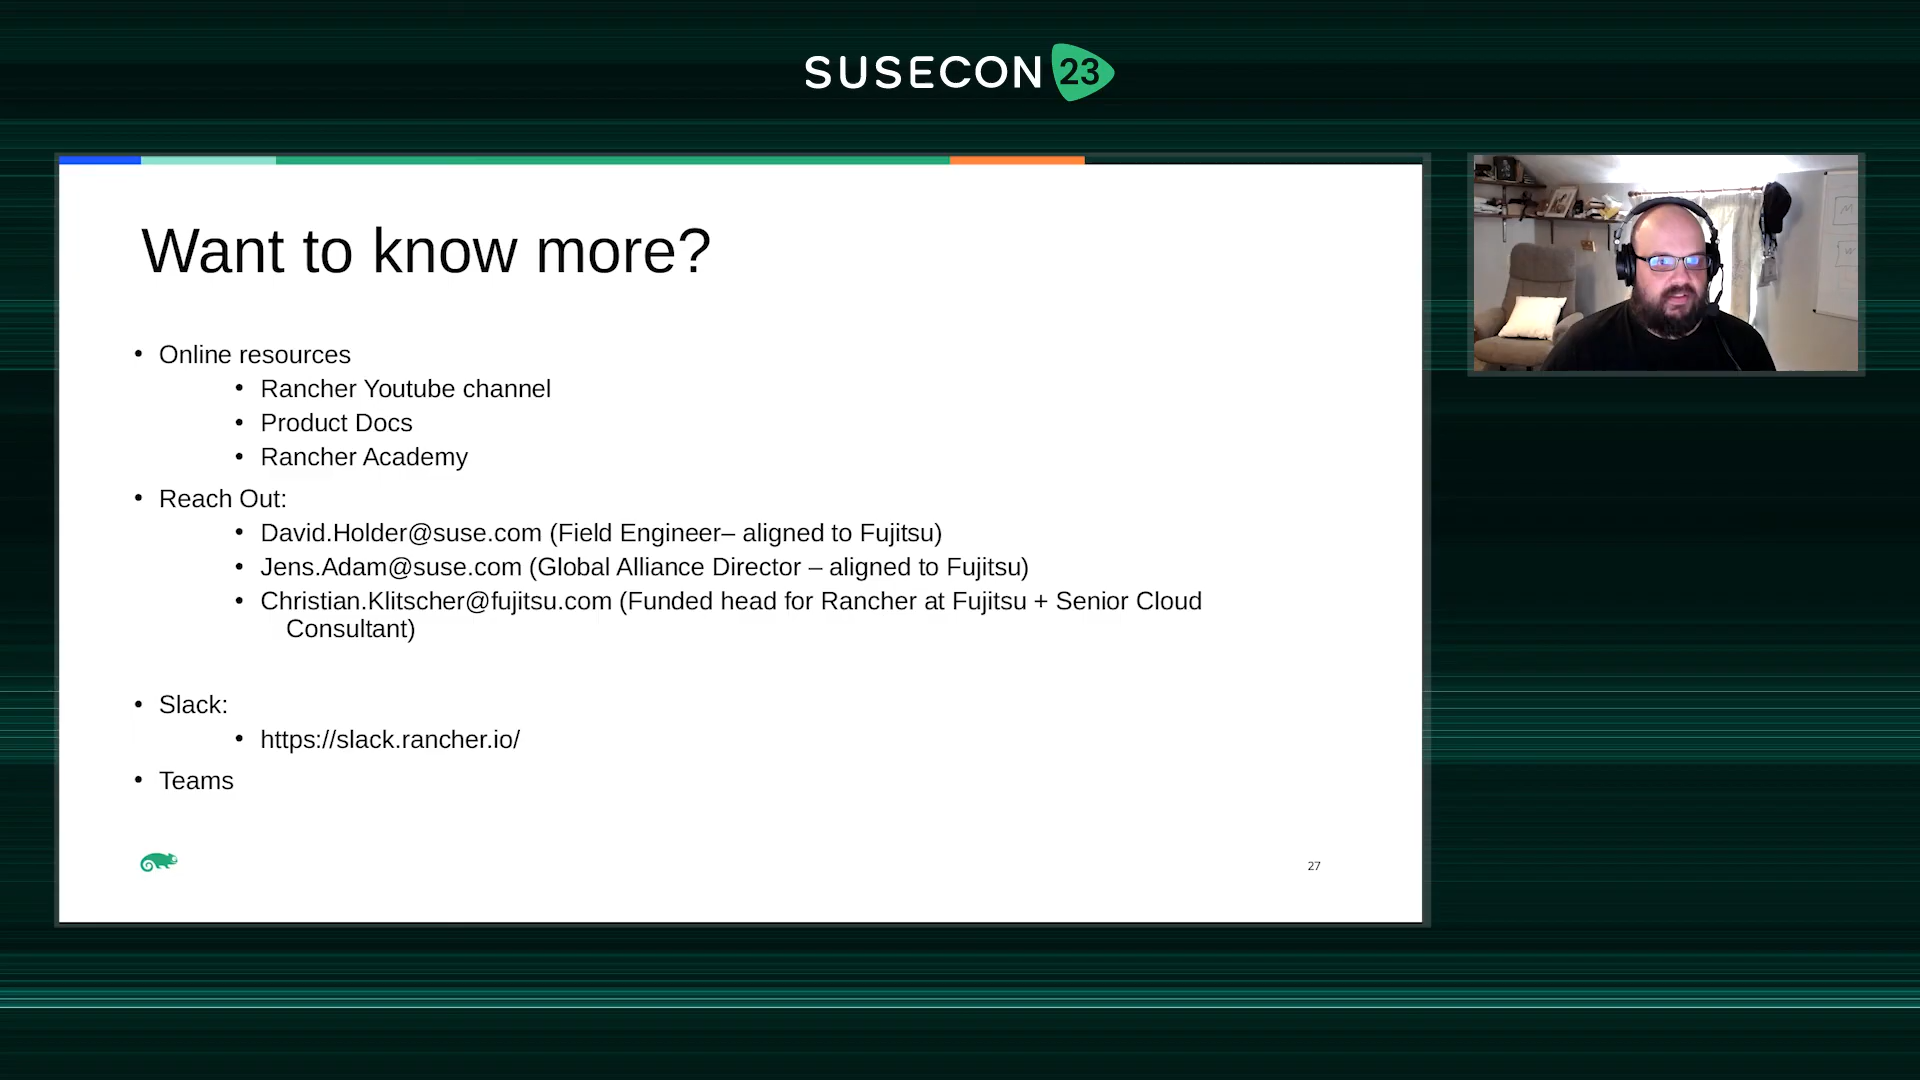 SUSECON 23
Want to know more?
• Online resources
• Rancher Youtube channel
• Product Docs
• Rancher Academy
• Reach Out:
• David.Holder@suse.com (Field Engineer– aligned to Fujitsu)
• Jens.Adam@suse.com (Global Alliance Director – aligned to Fujitsu)
• Christian.Klitscher@fujitsu.com (Funded head for Rancher at Fujitsu + Senior Cloud
Consultant)
• Slack:
• https://slack.rancher.io/
• Teams
27